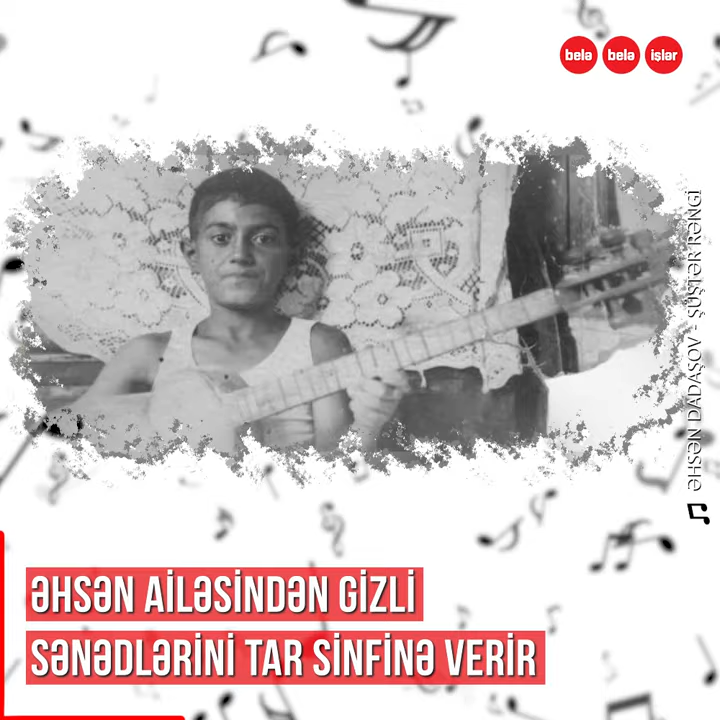 belə belə işlər
ƏHSƏN DADAŞOV - ŞÜŞTƏR RƏNGİ
ƏHSƏN AİLƏSİNDƏN GİZLİ
SƏNƏDLƏRİNİ TAR SİNFİNƏ VERİR